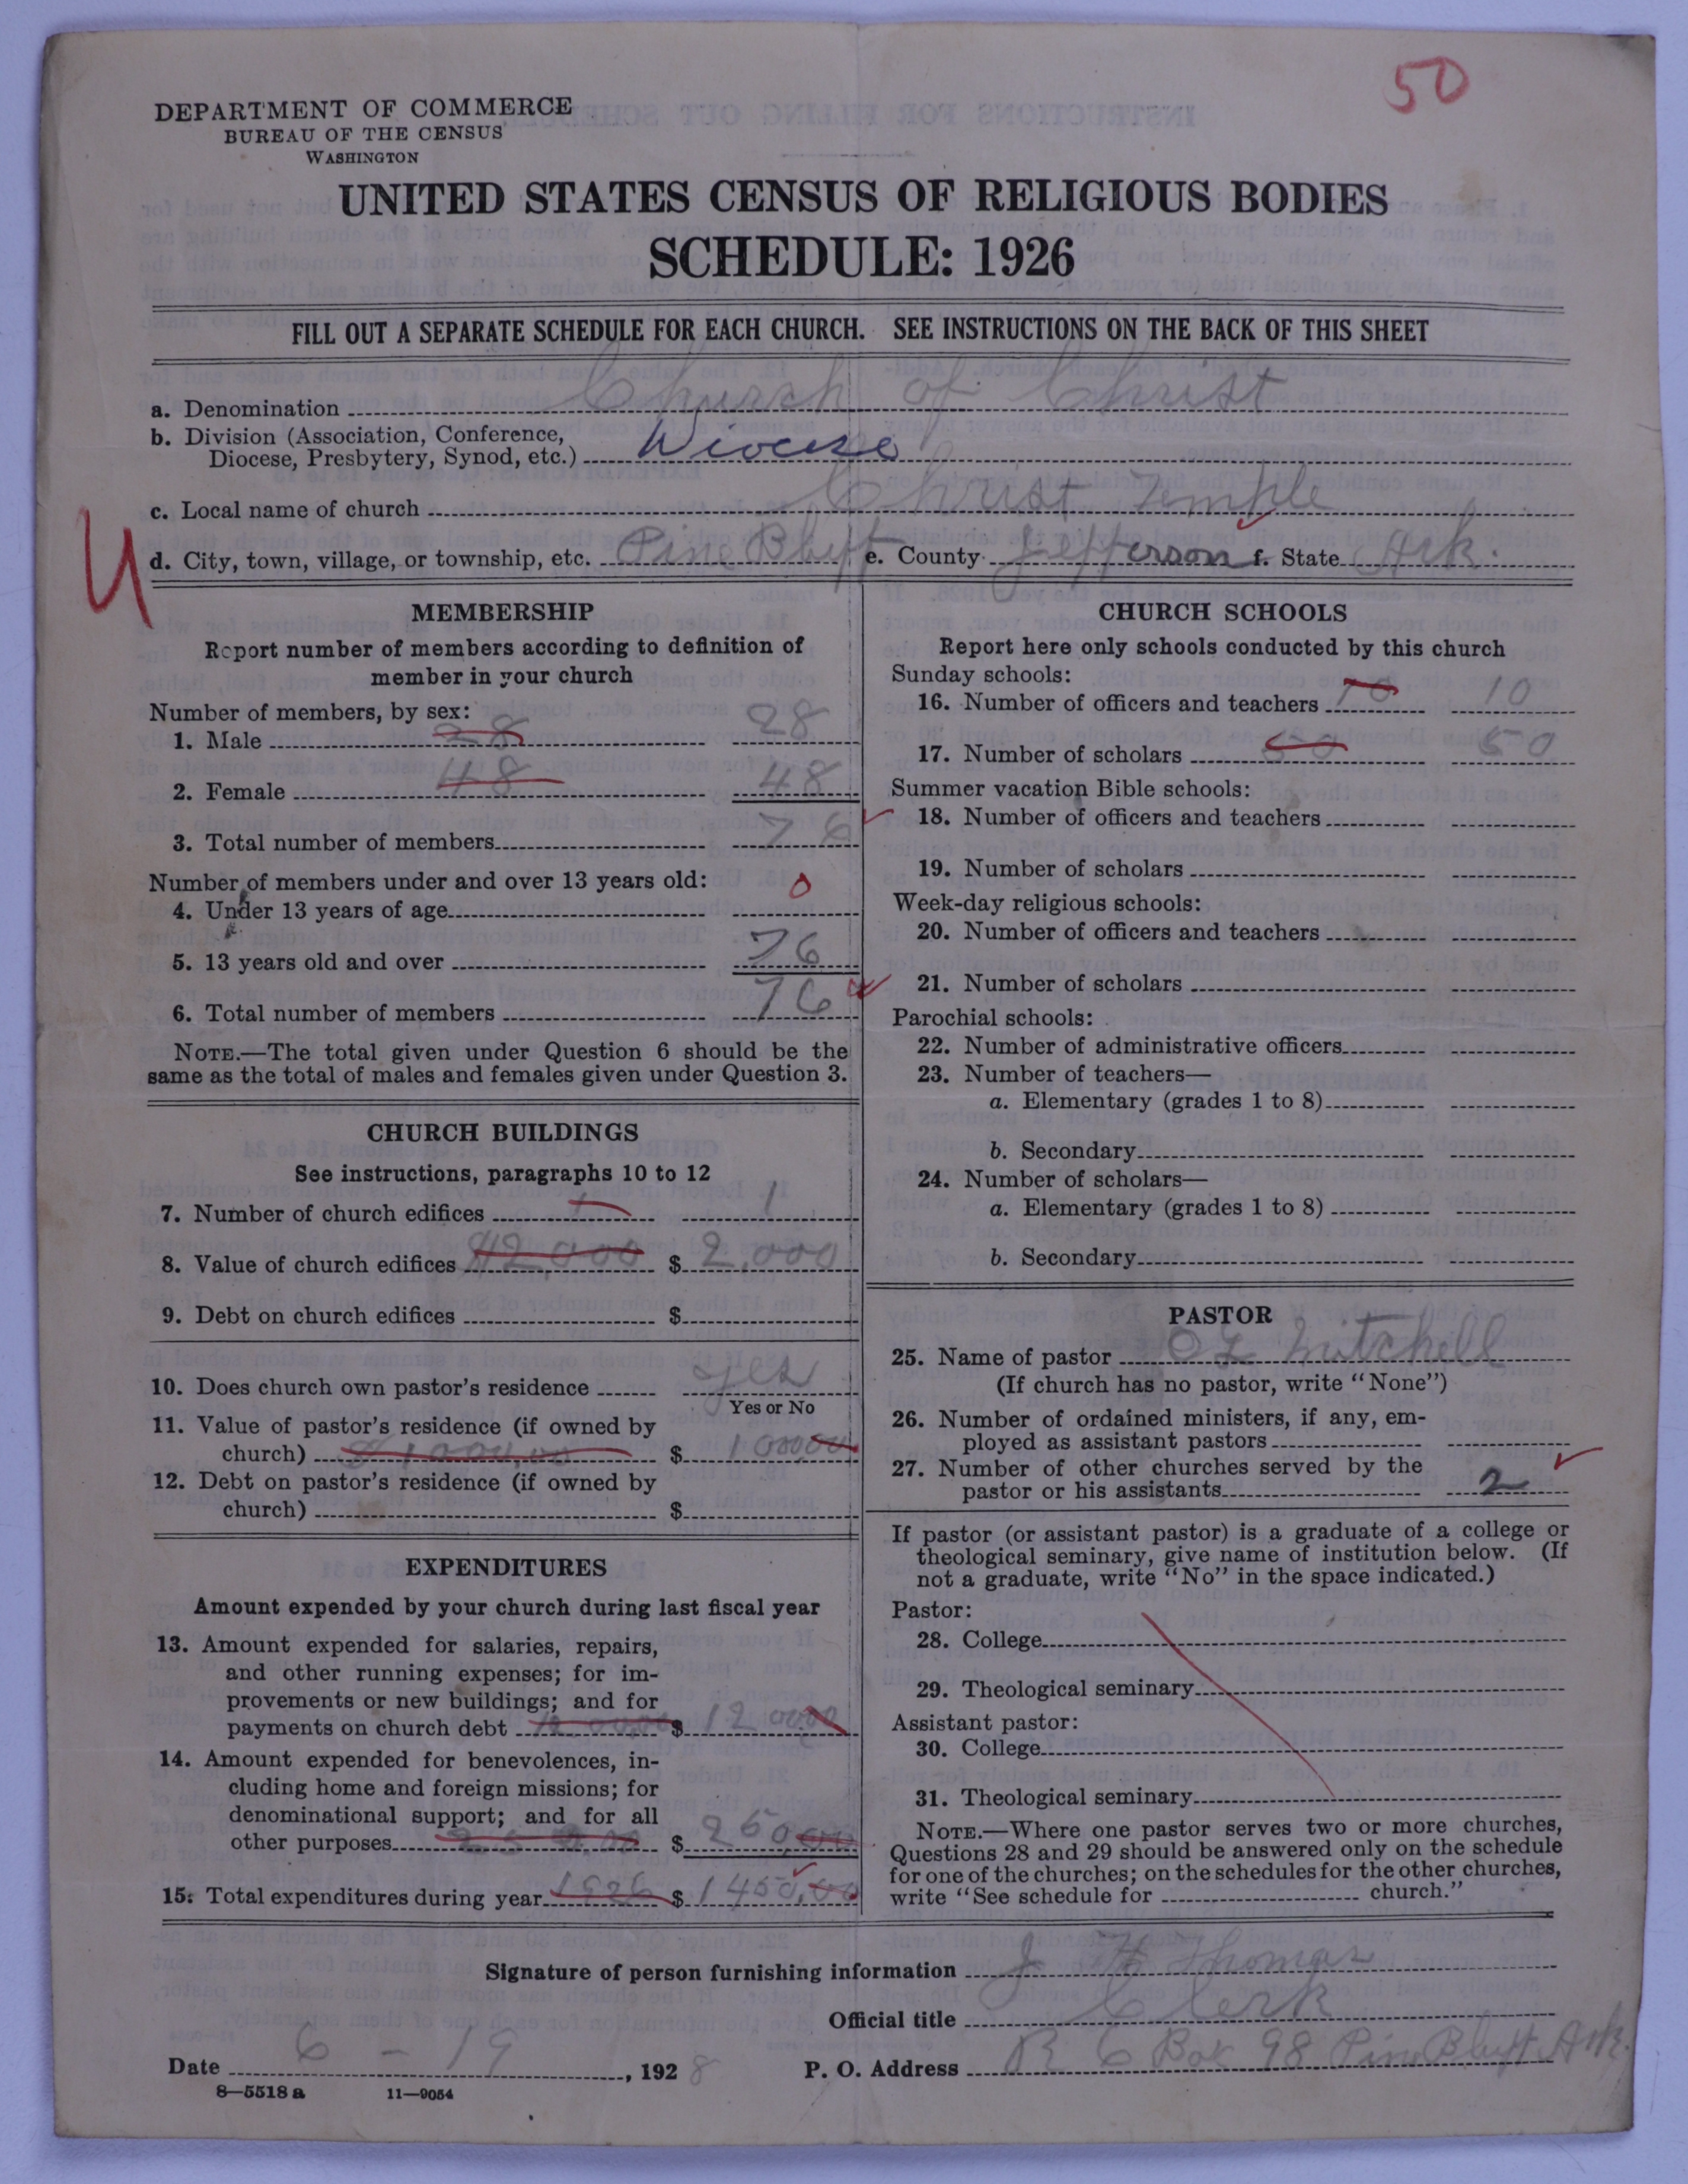 50
DEPARTMENT OF COMMERCE
BUREAU OF THE CENSUS
WASHINGTON
UNITED STATES CENSUS OF RELIGIOUS BODIES
SCHEDULE: 1926
FILL OUT A SEPARATE SCHEDULE FOR EACH CHURCH. SEE INSTRUCTIONS ON THE BACK OF THIS SHEET
a. Denomination Church of Christ
b. Division (Association, Conference,
Diocese, Presbytery, Synod, etc.)
c. Local name of church Christ Temple
U
d. City, town, village, or township, etc. Pine Bluff e. County Jefferson f. State Ark.
MEMBERSHIP
Report number of members according to definition of
member in your church
Number of members, by sex:
1. Male 28 28
2. Female 48 48
3. Total number of members 76
Number of members under and over 13 years old:
4. Under 13 years of age 0
5. 13 years old and over 76
6. Total number of members 76
NOTE.—The total given under Question 6 should be the
same as the total of males and females given under Question 3.
CHURCH BUILDINGS
See instructions, paragraphs 10 to 12
7. Number of church edifices 1 1
8. Value of church edifices $2,000 $ 2,000
9. Debt on church edifices $
10. Does church own pastor's residence yes
Yes or No
11. Value of pastor's residence (if owned by
church) $1000.00 $ 1000.00
12. Debt on pastor's residence (if owned by
church) $
EXPENDITURES
Amount expended by your church during last fiscal year
13. Amount expended for salaries, repairs,
and other running expenses; for im-
provements or new buildings; and for
payments on church debt $ 1200.00
14. Amount expended for benevolences, in-
cluding home and foreign missions; for
denominational support; and for all
other purposes 250.00 $ 250.00
15. Total expenditures during year 1926 $ 1450.00
CHURCH SCHOOLS
Report here only schools conducted by this church
Sunday schools:
16. Number of officers and teachers 10 10
17. Number of scholars 50 50
Summer vacation Bible schools:
18. Number of officers and teachers
19. Number of scholars
Week-day religious schools:
20. Number of officers and teachers
21. Number of scholars
Parochial schools:
22. Number of administrative officers
23. Number of teachers—
a. Elementary (grades 1 to 8)
b. Secondary
24. Number of scholars—
a. Elementary (grades 1 to 8)
b. Secondary
PASTOR
25. Name of pastor Mitchell
(If church has no pastor, write "None")
26. Number of ordained ministers, if any, em-
ployed as assistant pastors
27. Number of other churches served by the
pastor or his assistants 2
If pastor (or assistant pastor) is a graduate of a college or
theological seminary, give name of institution below. (If
not a graduate, write "No" in the space indicated.)
Pastor:
28. College
29. Theological seminary
Assistant pastor:
30. College
31. Theological seminary
NOTE.—Where one pastor serves two or more churches,
Questions 28 and 29 should be answered only on the schedule
for one of the churches; on the schedules for the other churches,
write "See schedule for church."
Signature of person furnishing information J H Thomas
Official title Clerk
Date 6 - 19, 1928 P. O. Address R 6 Box 98 Pine Bluff Ark.
8—5518 a 11—9054